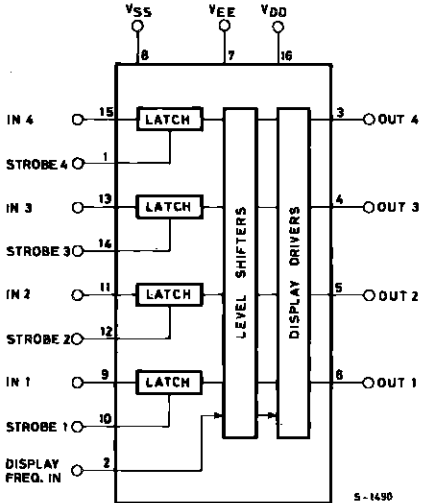 VSS VEE VDD
8 7 16
IN 4 15 LATCH 3 OUT 4
STROBE 4 1
IN 3 13 LATCH 4 OUT 3
STROBE 3 14
LEVEL SHIFTERS
DISPLAY DRIVERS
IN 2 11 LATCH 5 OUT 2
STROBE 2 12
IN 1 9 LATCH 6 OUT 1
STROBE 1 10
DISPLAY FREQ. IN 2
S-1490